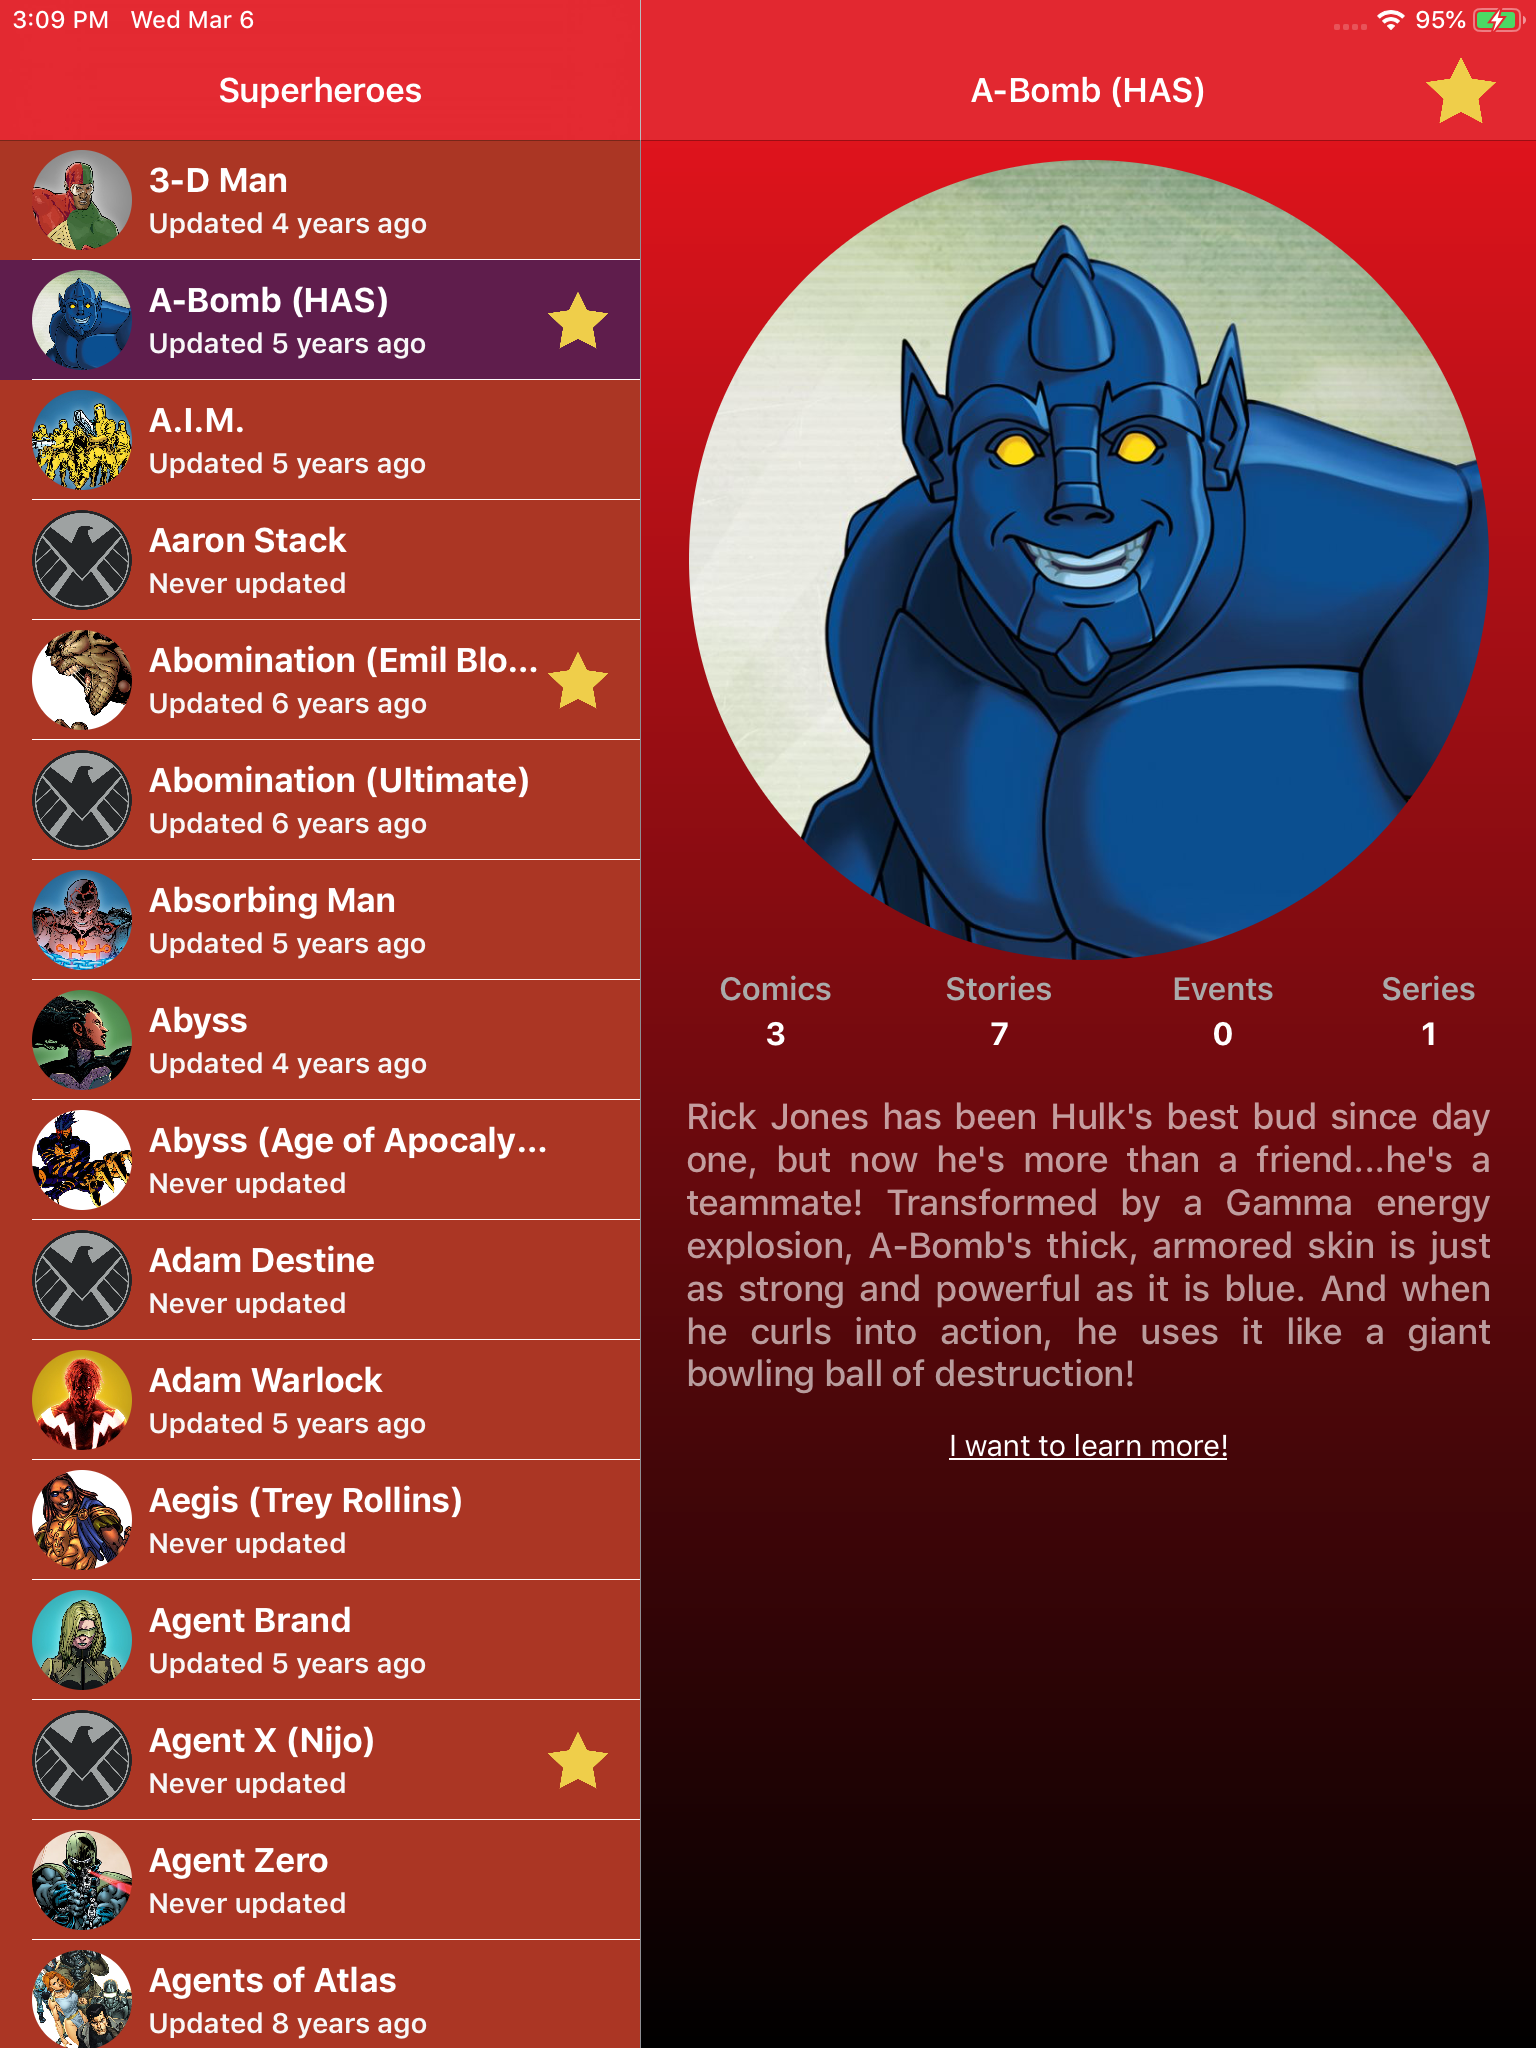 3:09 PM Wed Mar 6
95%
Superheroes
3-D Man
Updated 4 years ago
A-Bomb (HAS)
Updated 5 years ago
A.I.M.
Updated 5 years ago
Aaron Stack
Never updated
Abomination (Emil Blo...
Updated 6 years ago
Abomination (Ultimate)
Updated 6 years ago
Absorbing Man
Updated 5 years ago
Abyss
Updated 4 years ago
Abyss (Age of Apocaly...
Never updated
Adam Destine
Never updated
Adam Warlock
Updated 5 years ago
Aegis (Trey Rollins)
Never updated
Agent Brand
Updated 5 years ago
Agent X (Nijo)
Never updated
Agent Zero
Never updated
Agents of Atlas
Updated 8 years ago
A-Bomb (HAS)
Comics Stories Events Series
3 7 0 1
Rick Jones has been Hulk's best bud since day
one, but now he's more than a friend...he's a
teammate! Transformed by a Gamma energy
explosion, A-Bomb's thick, armored skin is just
as strong and powerful as it is blue. And when
he curls into action, he uses it like a giant
bowling ball of destruction!
I want to learn more!